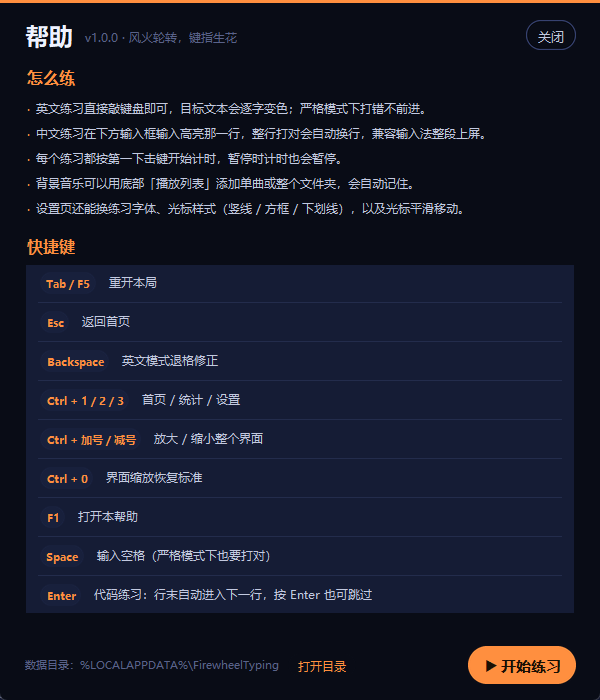 帮助 v1.0.0 · 风火轮转，键指生花 关闭
怎么练
· 英文练习直接敲键盘即可，目标文本会逐字变色；严格模式下打错不前进。
· 中文练习在下方输入框输入高亮那一行，整行打对会自动换行，兼容输入法整段上屏。
· 每个练习都按第一下击键开始计时，暂停时计时也会暂停。
· 背景音乐可以用底部「播放列表」添加单曲或整个文件夹，会自动记住。
· 设置页还能换练习字体、光标样式（竖线 / 方框 / 下划线），以及光标平滑移动。
快捷键
Tab / F5 重开本局
Esc 返回首页
Backspace 英文模式退格修正
Ctrl + 1 / 2 / 3 首页 / 统计 / 设置
Ctrl + 加号 / 减号 放大 / 缩小整个界面
Ctrl + 0 界面缩放恢复标准
F1 打开本帮助
Space 输入空格（严格模式下也要打对）
Enter 代码练习：行末自动进入下一行，按 Enter 也可跳过
数据目录：%LOCALAPPDATA%\FirewheelTyping 打开目录 ▶ 开始练习